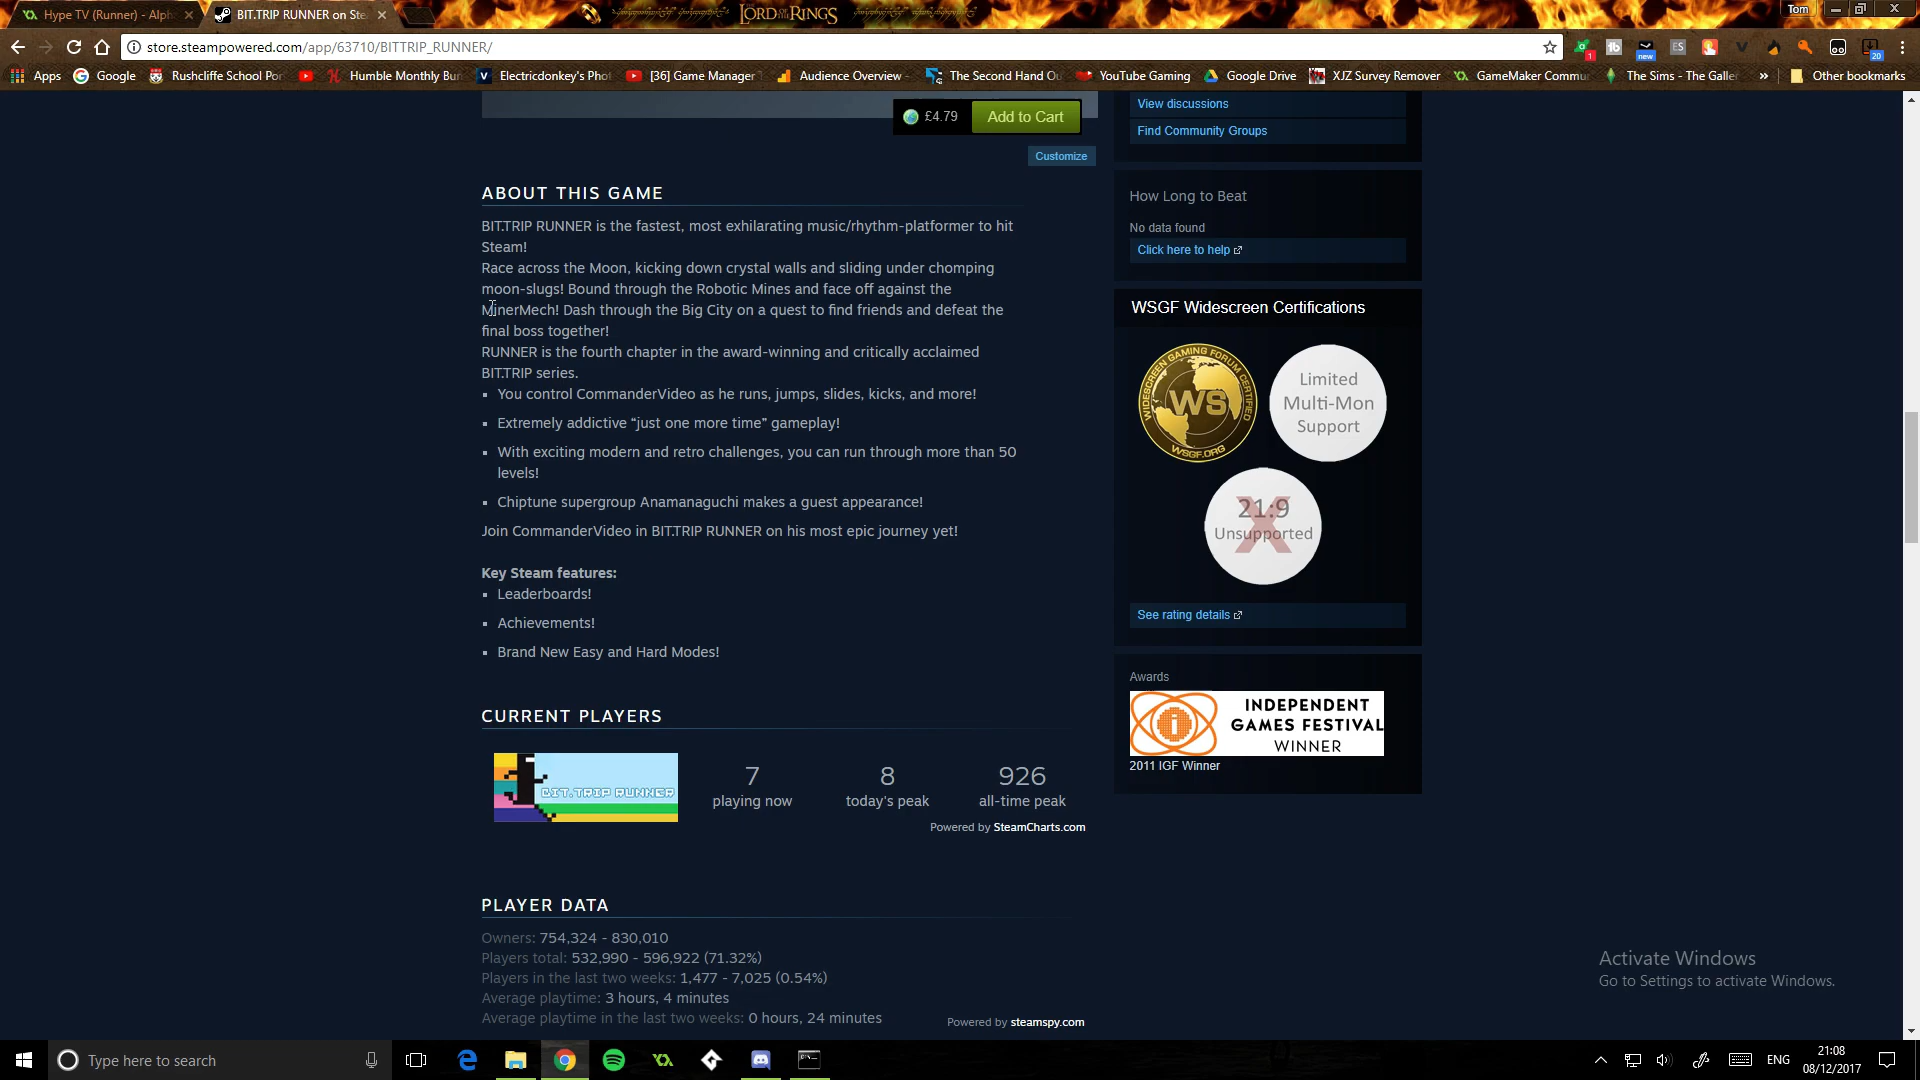 Hype TV (Runner) - Alph
BIT.TRIP RUNNER on Ste
THE LORD OF THE RINGS
Tom
store.steampowered.com/app/63710/BITTRIP_RUNNER/
1
new
ES
20
Apps
Google
Rushcliffe School Por
Humble Monthly Bun
Electricdonkey's Phot
[36] Game Manager
Audience Overview -
The Second Hand Ou
YouTube Gaming
Google Drive
XJZ Survey Remover
GameMaker Commu
The Sims - The Galle
»
Other bookmarks
£4.79
Add to Cart
Customize
ABOUT THIS GAME
BIT.TRIP RUNNER is the fastest, most exhilarating music/rhythm-platformer to hit
Steam!
Race across the Moon, kicking down crystal walls and sliding under chomping
moon-slugs! Bound through the Robotic Mines and face off against the
MinerMech! Dash through the Big City on a quest to find friends and defeat the
final boss together!
RUNNER is the fourth chapter in the award-winning and critically acclaimed
BIT.TRIP series.
▪ You control CommanderVideo as he runs, jumps, slides, kicks, and more!
▪ Extremely addictive “just one more time” gameplay!
▪ With exciting modern and retro challenges, you can run through more than 50
levels!
▪ Chiptune supergroup Anamanaguchi makes a guest appearance!
Join CommanderVideo in BIT.TRIP RUNNER on his most epic journey yet!
Key Steam features:
▪ Leaderboards!
▪ Achievements!
▪ Brand New Easy and Hard Modes!
CURRENT PLAYERS
BIT.TRIP RUNNER
7
playing now
8
today's peak
926
all-time peak
Powered by SteamCharts.com
PLAYER DATA
Owners: 754,324 - 830,010
Players total: 532,990 - 596,922 (71.32%)
Players in the last two weeks: 1,477 - 7,025 (0.54%)
Average playtime: 3 hours, 4 minutes
Average playtime in the last two weeks: 0 hours, 24 minutes
Powered by steamspy.com
View discussions
Find Community Groups
How Long to Beat
No data found
Click here to help
WSGF Widescreen Certifications
WIDESCREEN GAMING FORUM CERTIFIED
WS
WSGF.ORG
Limited
Multi-Mon
Support
21:9
Unsupported
X
See rating details
Awards
INDEPENDENT
GAMES FESTIVAL
WINNER
2011 IGF Winner
Activate Windows
Go to Settings to activate Windows.
Type here to search
ENG
21:08
08/12/2017